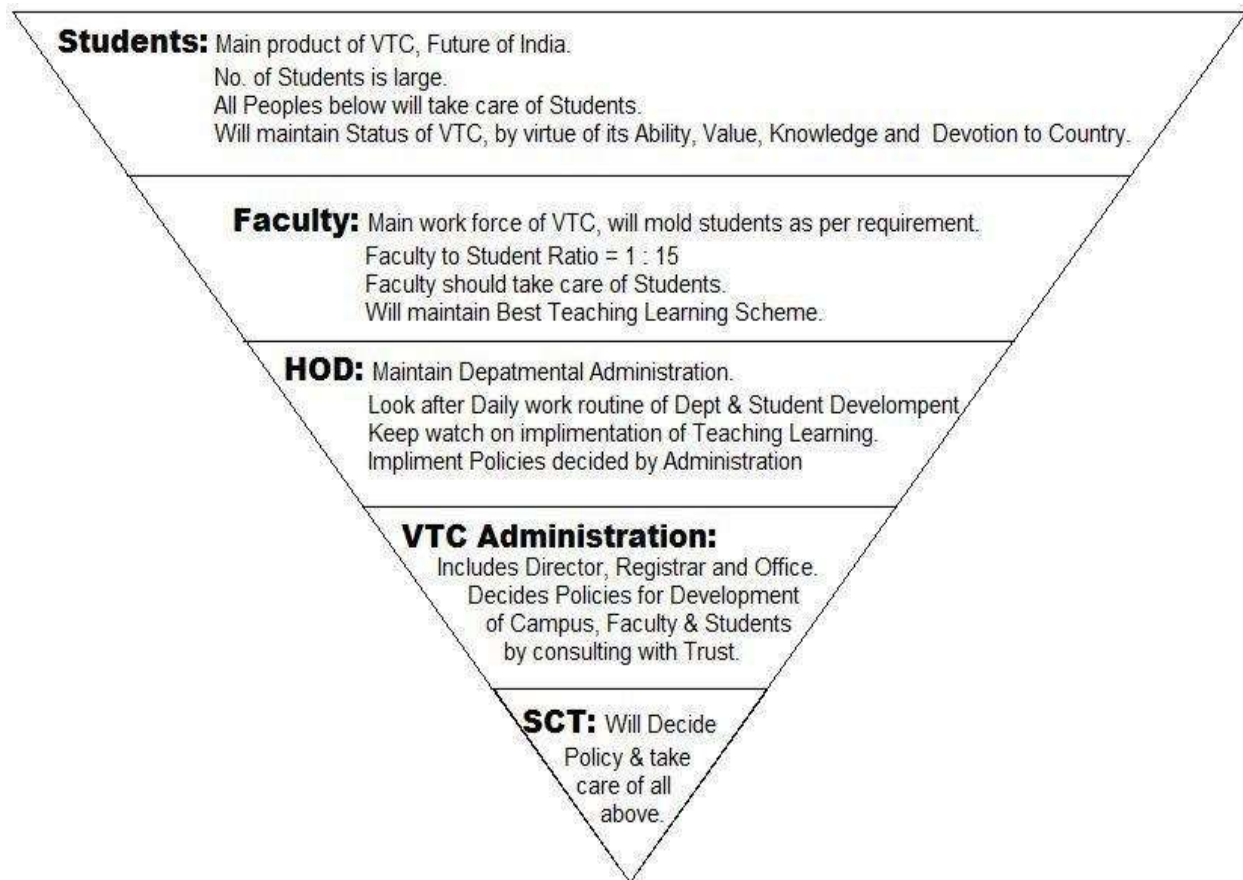 Students: Main product of VTC, Future of India.
No. of Students is large.
All Peoples below will take care of Students.
Will maintain Status of VTC, by virtue of its Ability, Value, Knowledge and Devotion to Country.
Faculty: Main work force of VTC, will mold students as per requirement.
Faculty to Student Ratio = 1 : 15
Faculty should take care of Students.
Will maintain Best Teaching Learning Scheme.
HOD: Maintain Depatmental Administration.
Look after Daily work routine of Dept & Student Develompent
Keep watch on implimentation of Teaching Learning.
Impliment Policies decided by Administration
VTC Administration:
Includes Director, Registrar and Office.
Decides Policies for Development
of Campus, Faculty & Students
by consulting with Trust.
SCT: Will Decide
Policy & take
care of all
above.